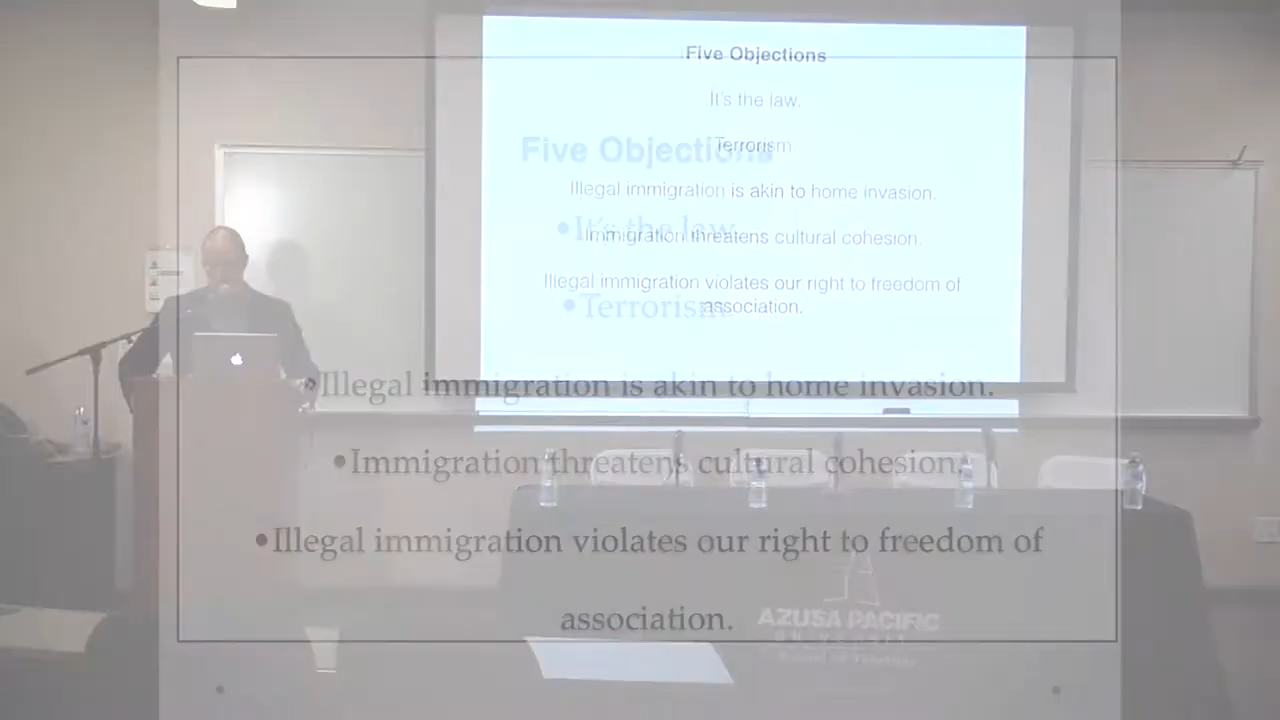 Five Objections
It's the law.
Terrorism.
Illegal immigration is akin to home invasion.
Immigration threatens cultural cohesion.
Illegal immigration violates our right to freedom of
association.
Five Objections
•It's the law.
•Terrorism.
•Illegal immigration is akin to home invasion.
•Immigration threatens cultural cohesion.
•Illegal immigration violates our right to freedom of
association.
AZUSA PACIFIC
UNIVERSITY